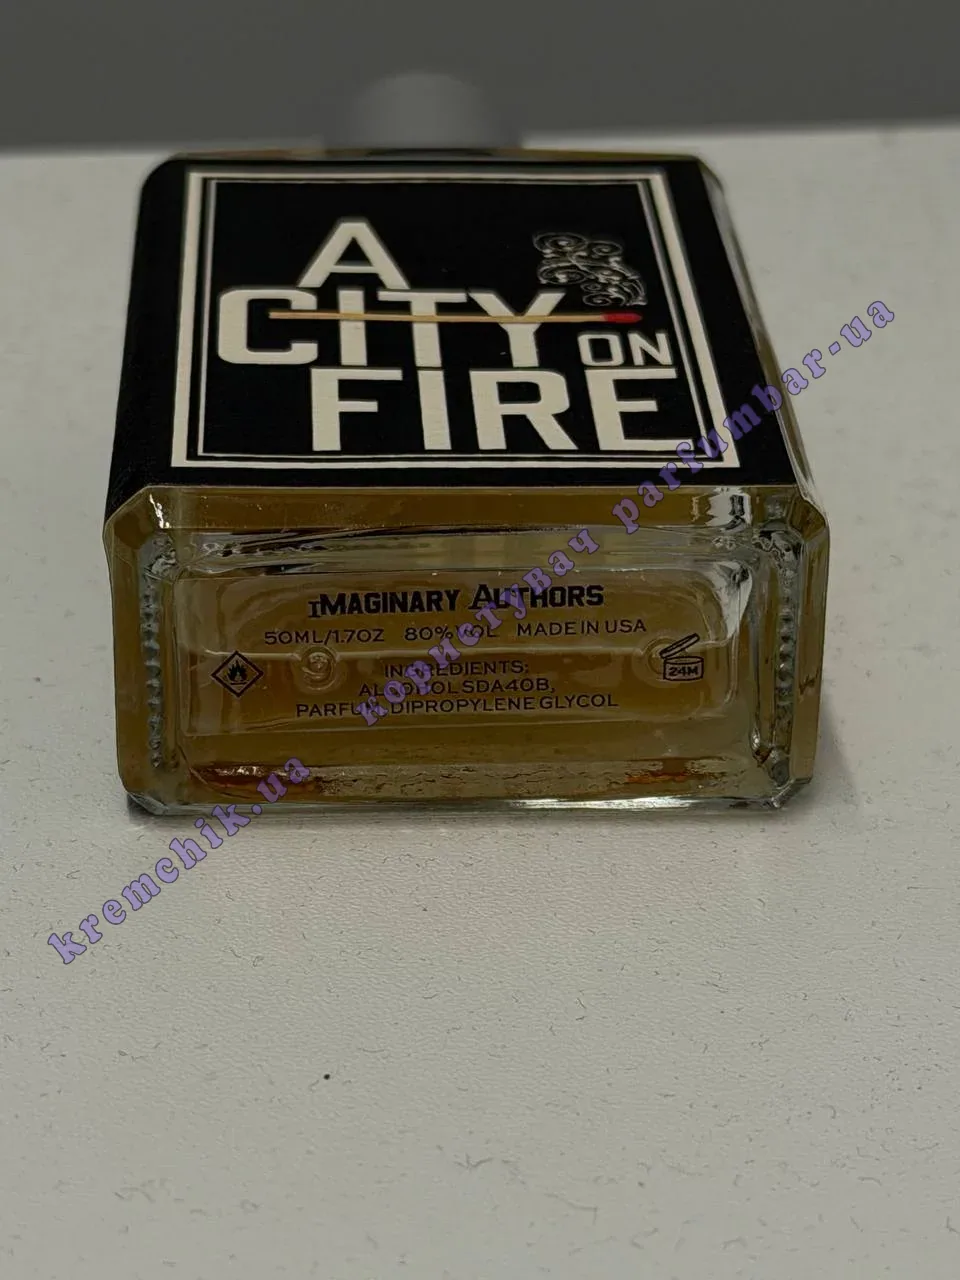 A
CITY ON
FIRE
IMAGINARY AUTHORS
50ML/1.7OZ 80% VOL MADE IN USA
9
24M
INGREDIENTS:
ALCOHOL SDA40B,
PARFUM, DIPROPYLENE GLYCOL
kremchik.ua користувач parfumbar-ua